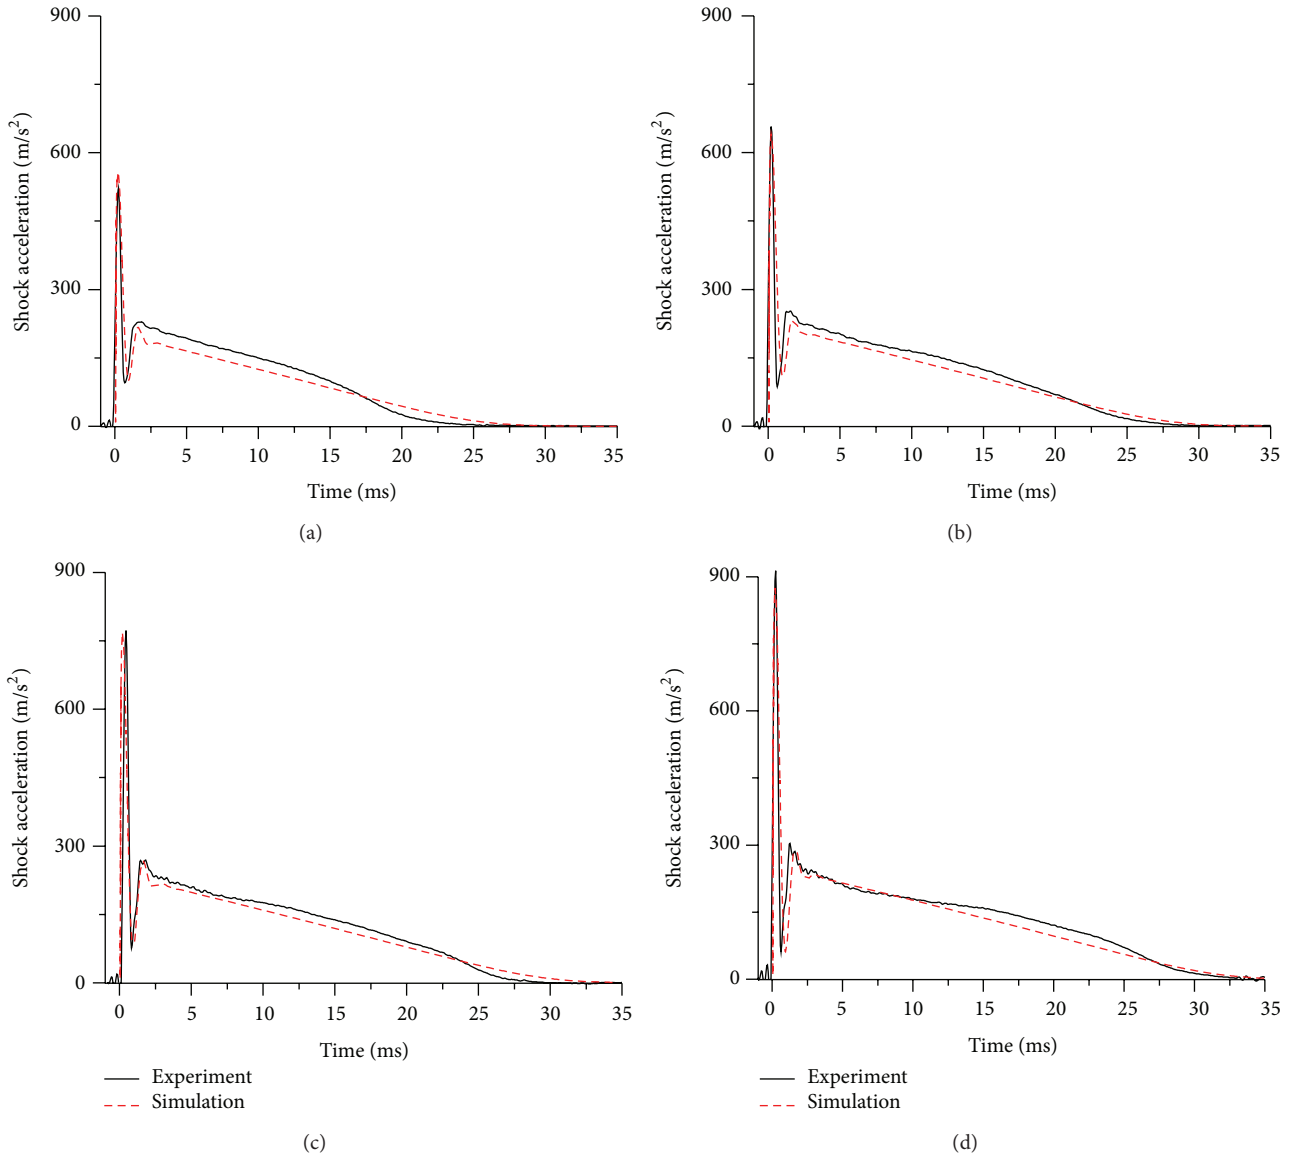 900
600
300
0
Shock acceleration (m/s²)
0 5 10 15 20 25 30 35
Time (ms)
(a)
900
600
300
0
Shock acceleration (m/s²)
0 5 10 15 20 25 30 35
Time (ms)
(b)
900
600
300
0
Shock acceleration (m/s²)
0 5 10 15 20 25 30 35
Time (ms)
Experiment
Simulation
(c)
900
600
300
0
Shock acceleration (m/s²)
0 5 10 15 20 25 30 35
Time (ms)
Experiment
Simulation
(d)